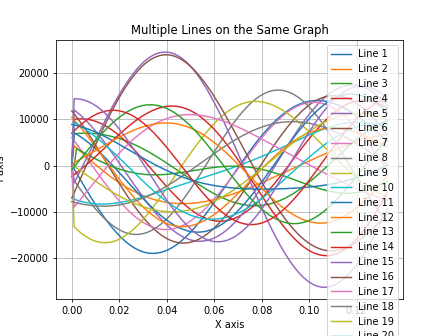 Multiple Lines on the Same Graph
20000
10000
0
−10000
−20000
0.00
0.02
0.04
0.06
0.08
0.10
X axis
Line 1
Line 2
Line 3
Line 4
Line 5
Line 6
Line 7
Line 8
Line 9
Line 10
Line 11
Line 12
Line 13
Line 14
Line 15
Line 16
Line 17
Line 18
Line 19
Line 20